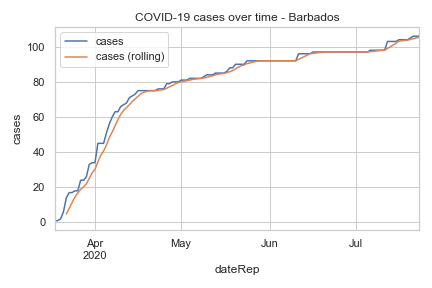 COVID-19 cases over time - Barbados
cases
cases (rolling)
100
80
60
40
20
0
cases
Apr
2020
May
Jun
Jul
dateRep